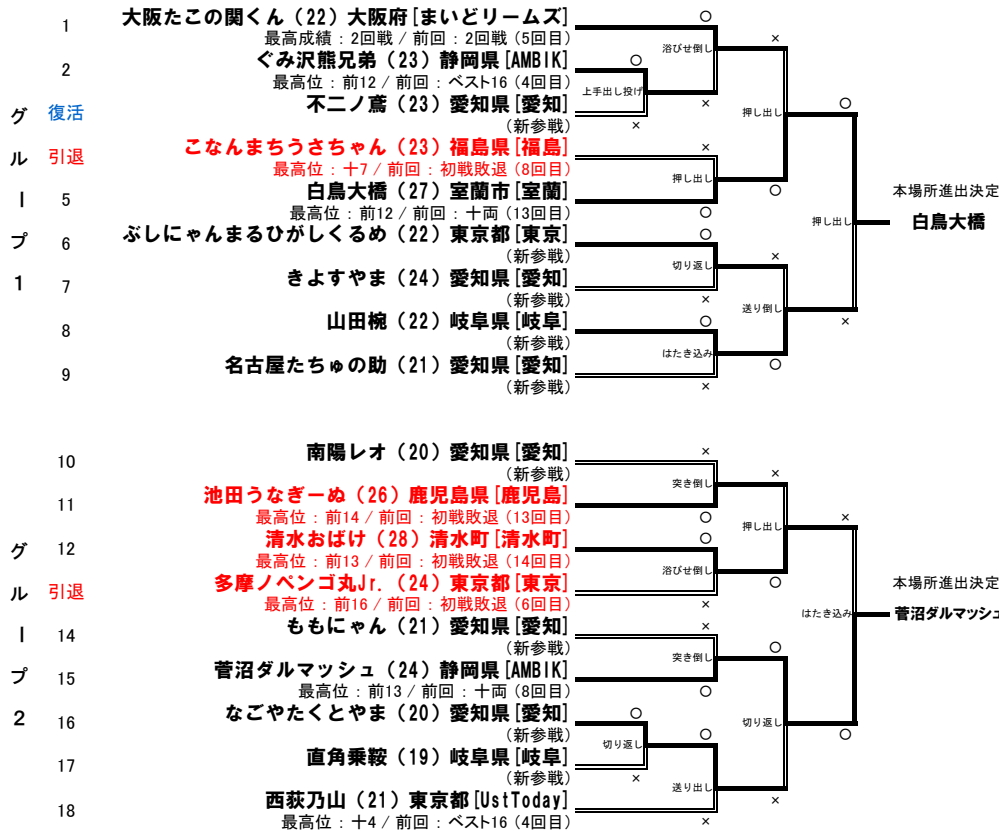 グループ1
1 大阪たこの関くん（22）大阪府[まいどリームズ]
最高成績：2回戦 / 前回：2回戦（5回目）
2 ぐみ沢熊兄弟（23）静岡県[AMBIK]
最高位：前12 / 前回：ベスト16（4回目）
復活 不二ノ鳶（23）愛知県[愛知]
（新参戦）
引退 こなんまちうさちゃん（23）福島県[福島]
最高位：十7 / 前回：初戦敗退（8回目）
5 白鳥大橋（27）室蘭市[室蘭]
最高位：前12 / 前回：十両（13回目）
6 ぶしにゃんまるひがしくるめ（22）東京都[東京]
（新参戦）
7 きよすやま（24）愛知県[愛知]
（新参戦）
8 山田椀（22）岐阜県[岐阜]
（新参戦）
9 名古屋たちゅの助（21）愛知県[愛知]
（新参戦）
○ 浴びせ倒し ×
○ 上手出し投げ ×
× 押し出し ○
○ 切り返し ×
○ はたき込み ×
× 押し出し ○
× 送り倒し ○
○ 押し出し ×
本場所進出決定
白鳥大橋
グループ2
10 南陽レオ（20）愛知県[愛知]
（新参戦）
11 池田うなぎーぬ（26）鹿児島県[鹿児島]
最高位：前14 / 前回：初戦敗退（13回目）
12 清水おばけ（28）清水町[清水町]
最高位：前13 / 前回：初戦敗退（14回目）
引退 多摩ノペンゴ丸Jr.（24）東京都[東京]
最高位：前16 / 前回：初戦敗退（6回目）
14 ももにゃん（21）愛知県[愛知]
（新参戦）
15 菅沼ダルマッシュ（24）静岡県[AMBIK]
最高位：前13 / 前回：十両（8回目）
16 なごやたくとやま（20）愛知県[愛知]
（新参戦）
17 直角乗鞍（19）岐阜県[岐阜]
（新参戦）
18 西荻乃山（21）東京都[UstToday]
最高位：十4 / 前回：ベスト16（4回目）
× 突き倒し ○
○ 浴びせ倒し ×
× 突き倒し ○
○ 切り返し ×
○ 送り出し ×
× 押し出し ○
○ 切り返し ×
× はたき込み ○
本場所進出決定
菅沼ダルマッシュ